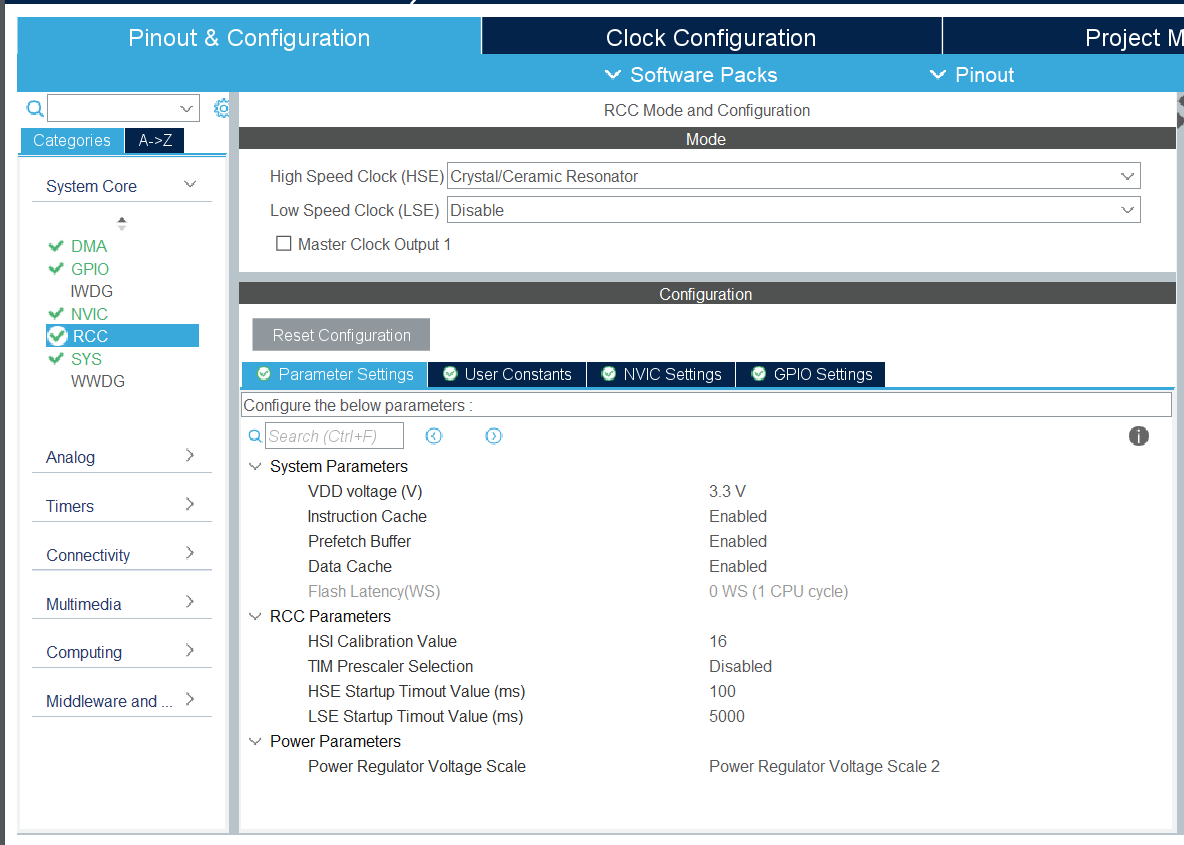 Pinout & Configuration
Clock Configuration
Project M
Software Packs
Pinout
RCC Mode and Configuration
Categories
A->Z
Mode
System Core
High Speed Clock (HSE) Crystal/Ceramic Resonator
Low Speed Clock (LSE) Disable
Master Clock Output 1
DMA
GPIO
IWDG
NVIC
RCC
SYS
WWDG
Analog
Timers
Connectivity
Multimedia
Computing
Middleware and ...
Configuration
Reset Configuration
Parameter Settings
User Constants
NVIC Settings
GPIO Settings
Configure the below parameters :
Search (Ctrl+F)
System Parameters
VDD voltage (V) 3.3 V
Instruction Cache Enabled
Prefetch Buffer Enabled
Data Cache Enabled
Flash Latency(WS) 0 WS (1 CPU cycle)
RCC Parameters
HSI Calibration Value 16
TIM Prescaler Selection Disabled
HSE Startup Timout Value (ms) 100
LSE Startup Timout Value (ms) 5000
Power Parameters
Power Regulator Voltage Scale Power Regulator Voltage Scale 2